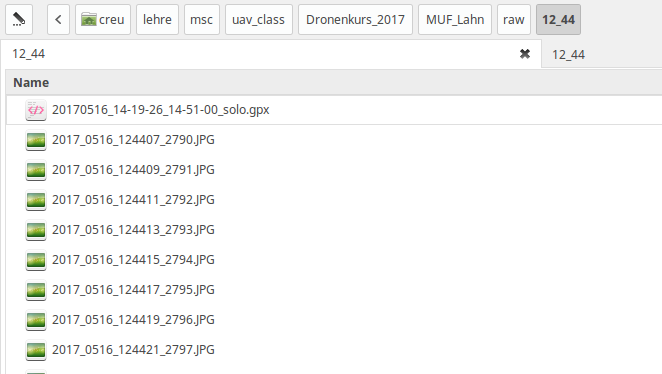 creu lehre msc uav_class Dronenkurs_2017 MUF_Lahn raw 12_44
12_44 12_44
Name
20170516_14-19-26_14-51-00_solo.gpx
2017_0516_124407_2790.JPG
2017_0516_124409_2791.JPG
2017_0516_124411_2792.JPG
2017_0516_124413_2793.JPG
2017_0516_124415_2794.JPG
2017_0516_124417_2795.JPG
2017_0516_124419_2796.JPG
2017_0516_124421_2797.JPG